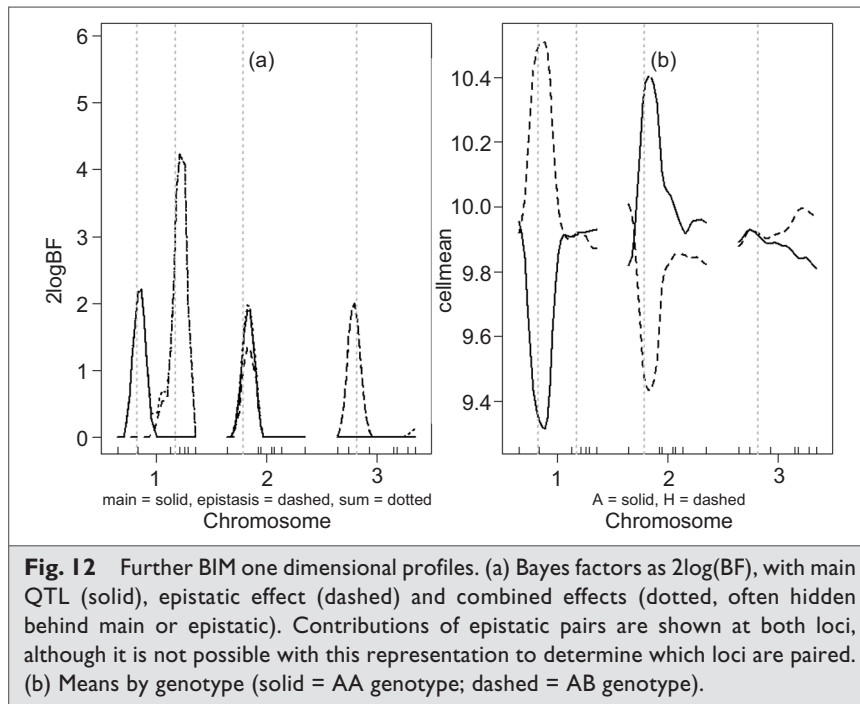 (a)
6
5
4
3
2
1
0
2logBF
1 2 3
main = solid, epistasis = dashed, sum = dotted
Chromosome
(b)
10.4
10.2
10.0
9.8
9.6
9.4
cellmean
1 2 3
A = solid, H = dashed
Chromosome
Fig. 12 Further BIM one dimensional profiles. (a) Bayes factors as 2log(BF), with main
QTL (solid), epistatic effect (dashed) and combined effects (dotted, often hidden
behind main or epistatic). Contributions of epistatic pairs are shown at both loci,
although it is not possible with this representation to determine which loci are paired.
(b) Means by genotype (solid = AA genotype; dashed = AB genotype).